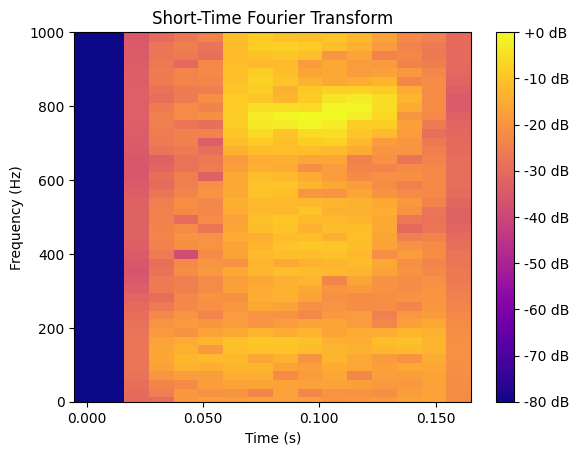 Short-Time Fourier Transform
1000
800
600
400
200
0
Frequency (Hz)
0.000
0.050
0.100
0.150
Time (s)
+0 dB
-10 dB
-20 dB
-30 dB
-40 dB
-50 dB
-60 dB
-70 dB
-80 dB